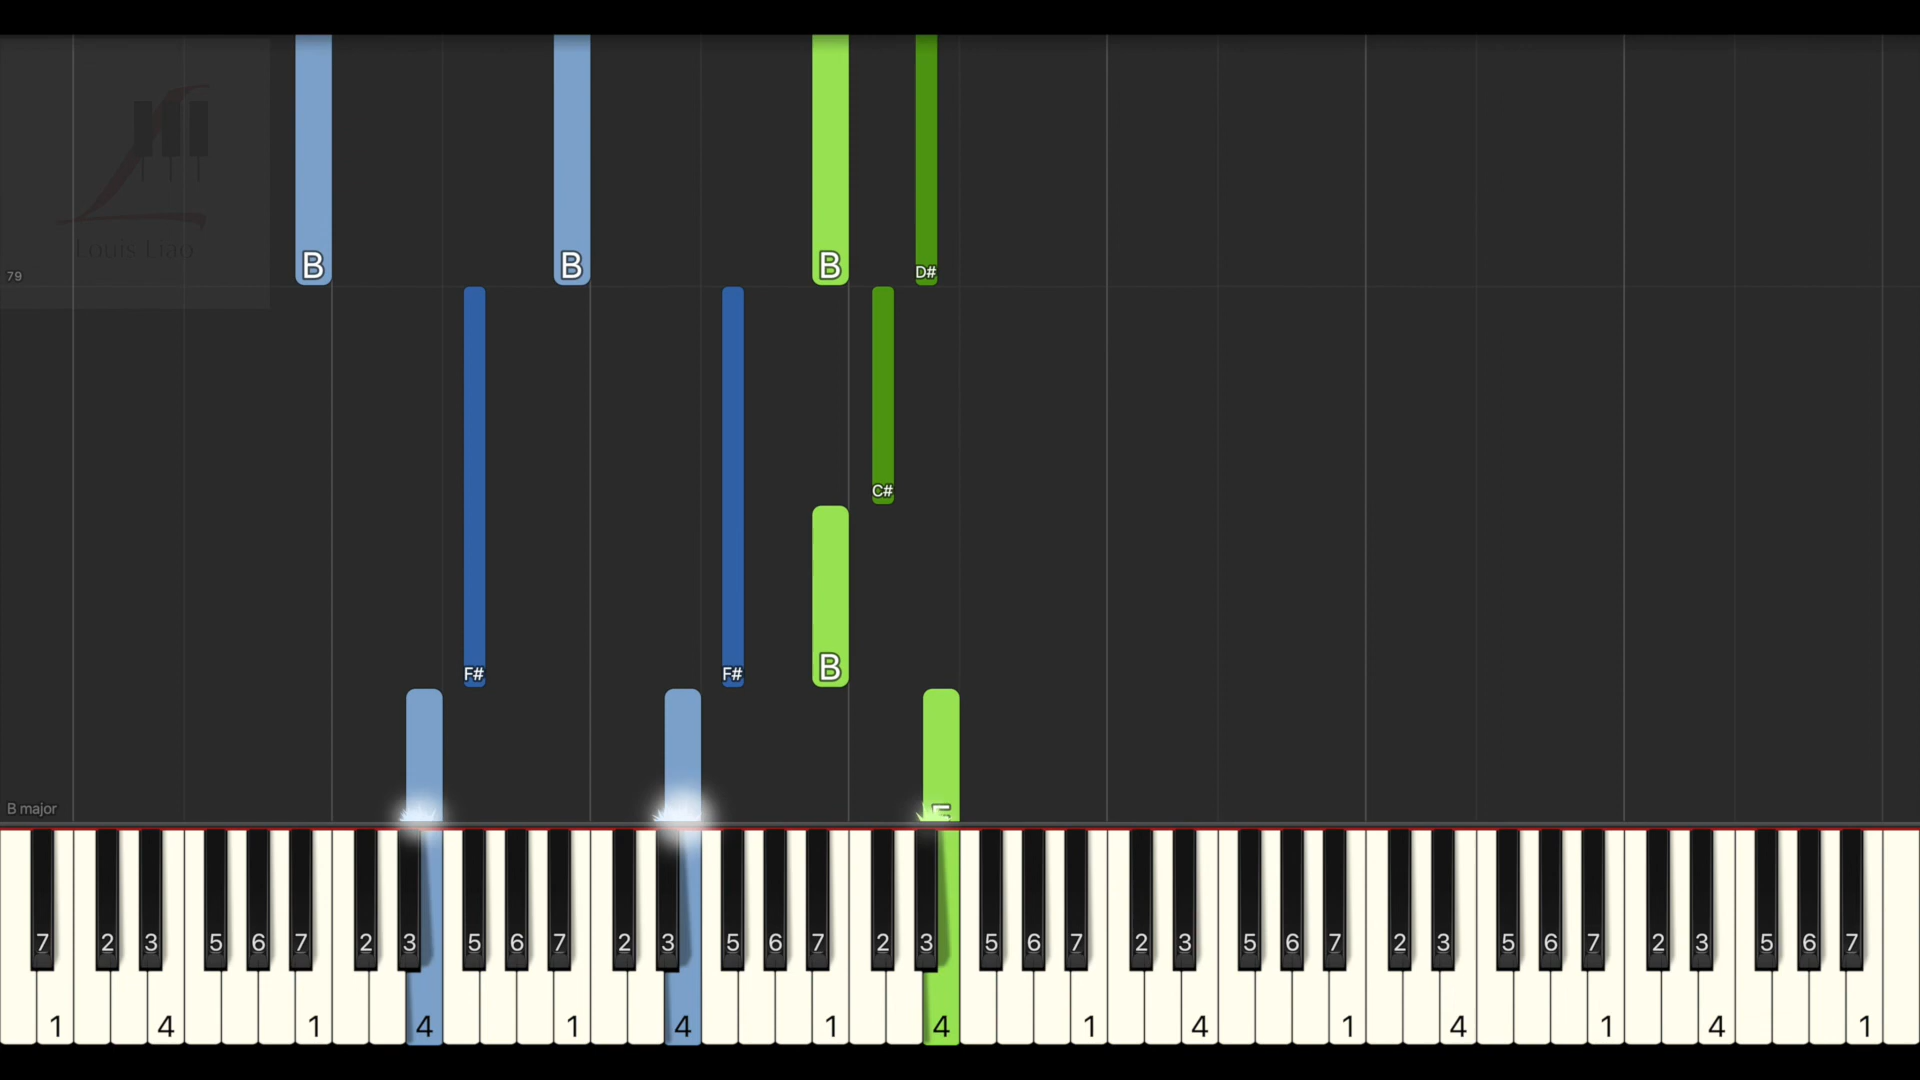 Louis Liao
B B B D#
79
C#
F# F# B
B major
E
7 2 3 5 6 7 2 3 5 6 7 2 3 5 6 7 2 3 5 6 7 2 3 5 6 7 2 3 5 6 7 2 3 5 6 7
1 4 1 4 1 4 1 4 1 4 1 4 1 4 1